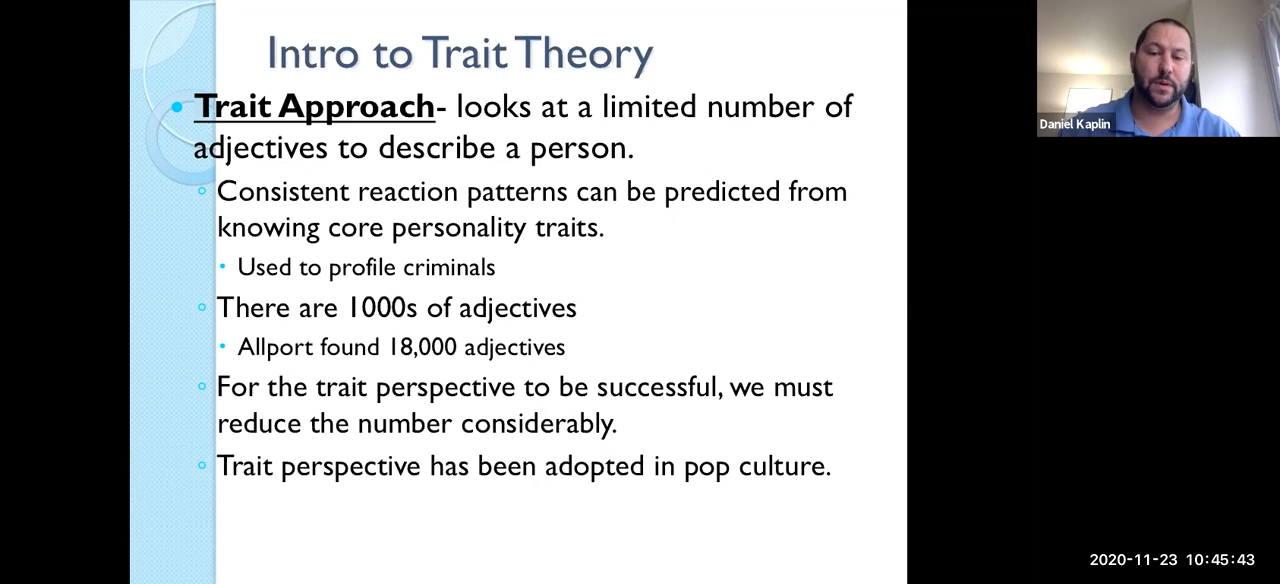 Intro to Trait Theory
• Trait Approach- looks at a limited number of
adjectives to describe a person.
◦ Consistent reaction patterns can be predicted from
knowing core personality traits.
• Used to profile criminals
◦ There are 1000s of adjectives
• Allport found 18,000 adjectives
◦ For the trait perspective to be successful, we must
reduce the number considerably.
◦ Trait perspective has been adopted in pop culture.
Daniel Kaplin
2020-11-23 10:45:43